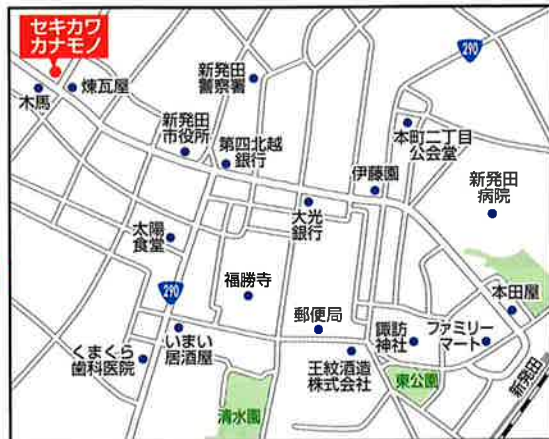 セキカワ
カナモノ
290
新発田
警察署
木馬
煉瓦屋
新発田
市役所
第四北越
銀行
本町二丁目
公会堂
伊藤園
新発田
病院
大光
銀行
太陽
食堂
福勝寺
290
郵便局
本田屋
いまい
居酒屋
諏訪
神社
ファミリー
マート
くまくら
歯科医院
王紋酒造
株式会社
東公園
清水園
新発田